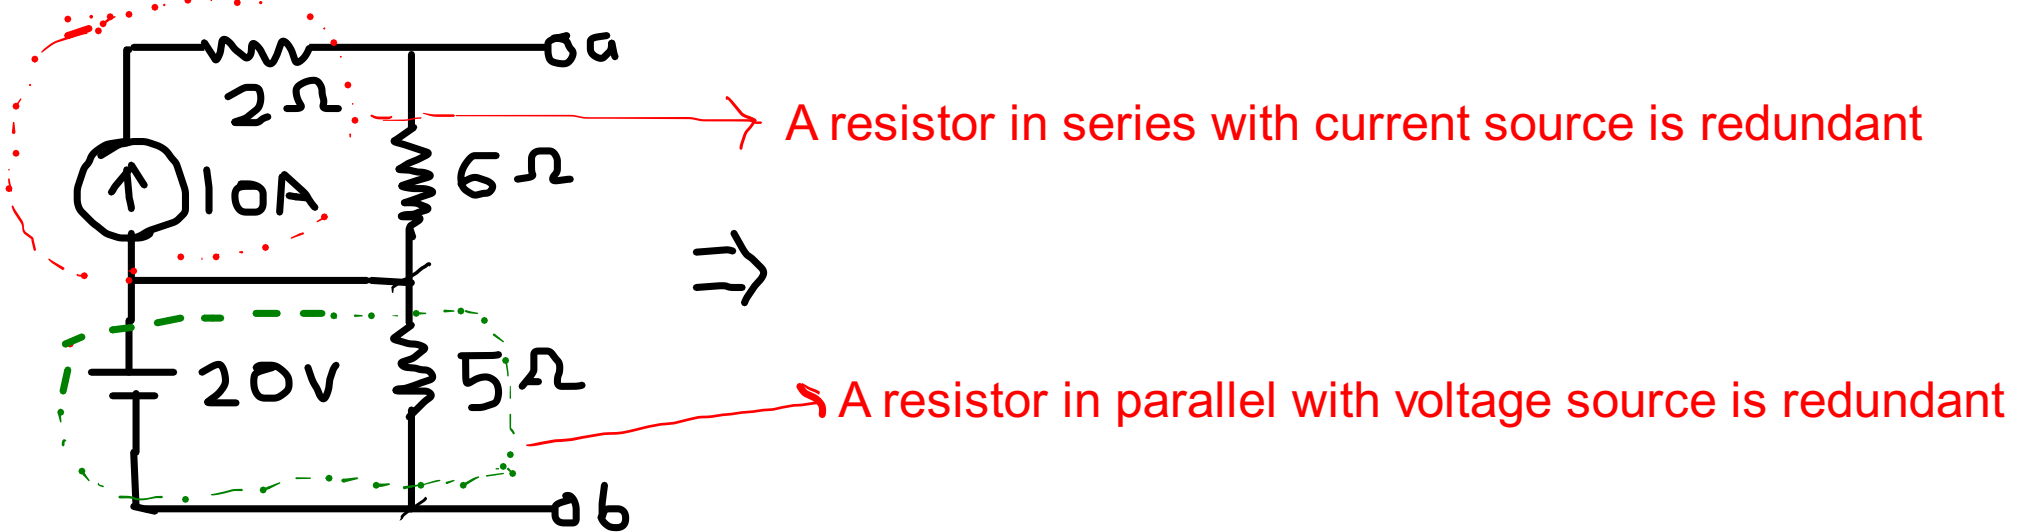 a
2Ω
A resistor in series with current source is redundant
10A
6Ω
⇒
20V
5Ω
A resistor in parallel with voltage source is redundant
b